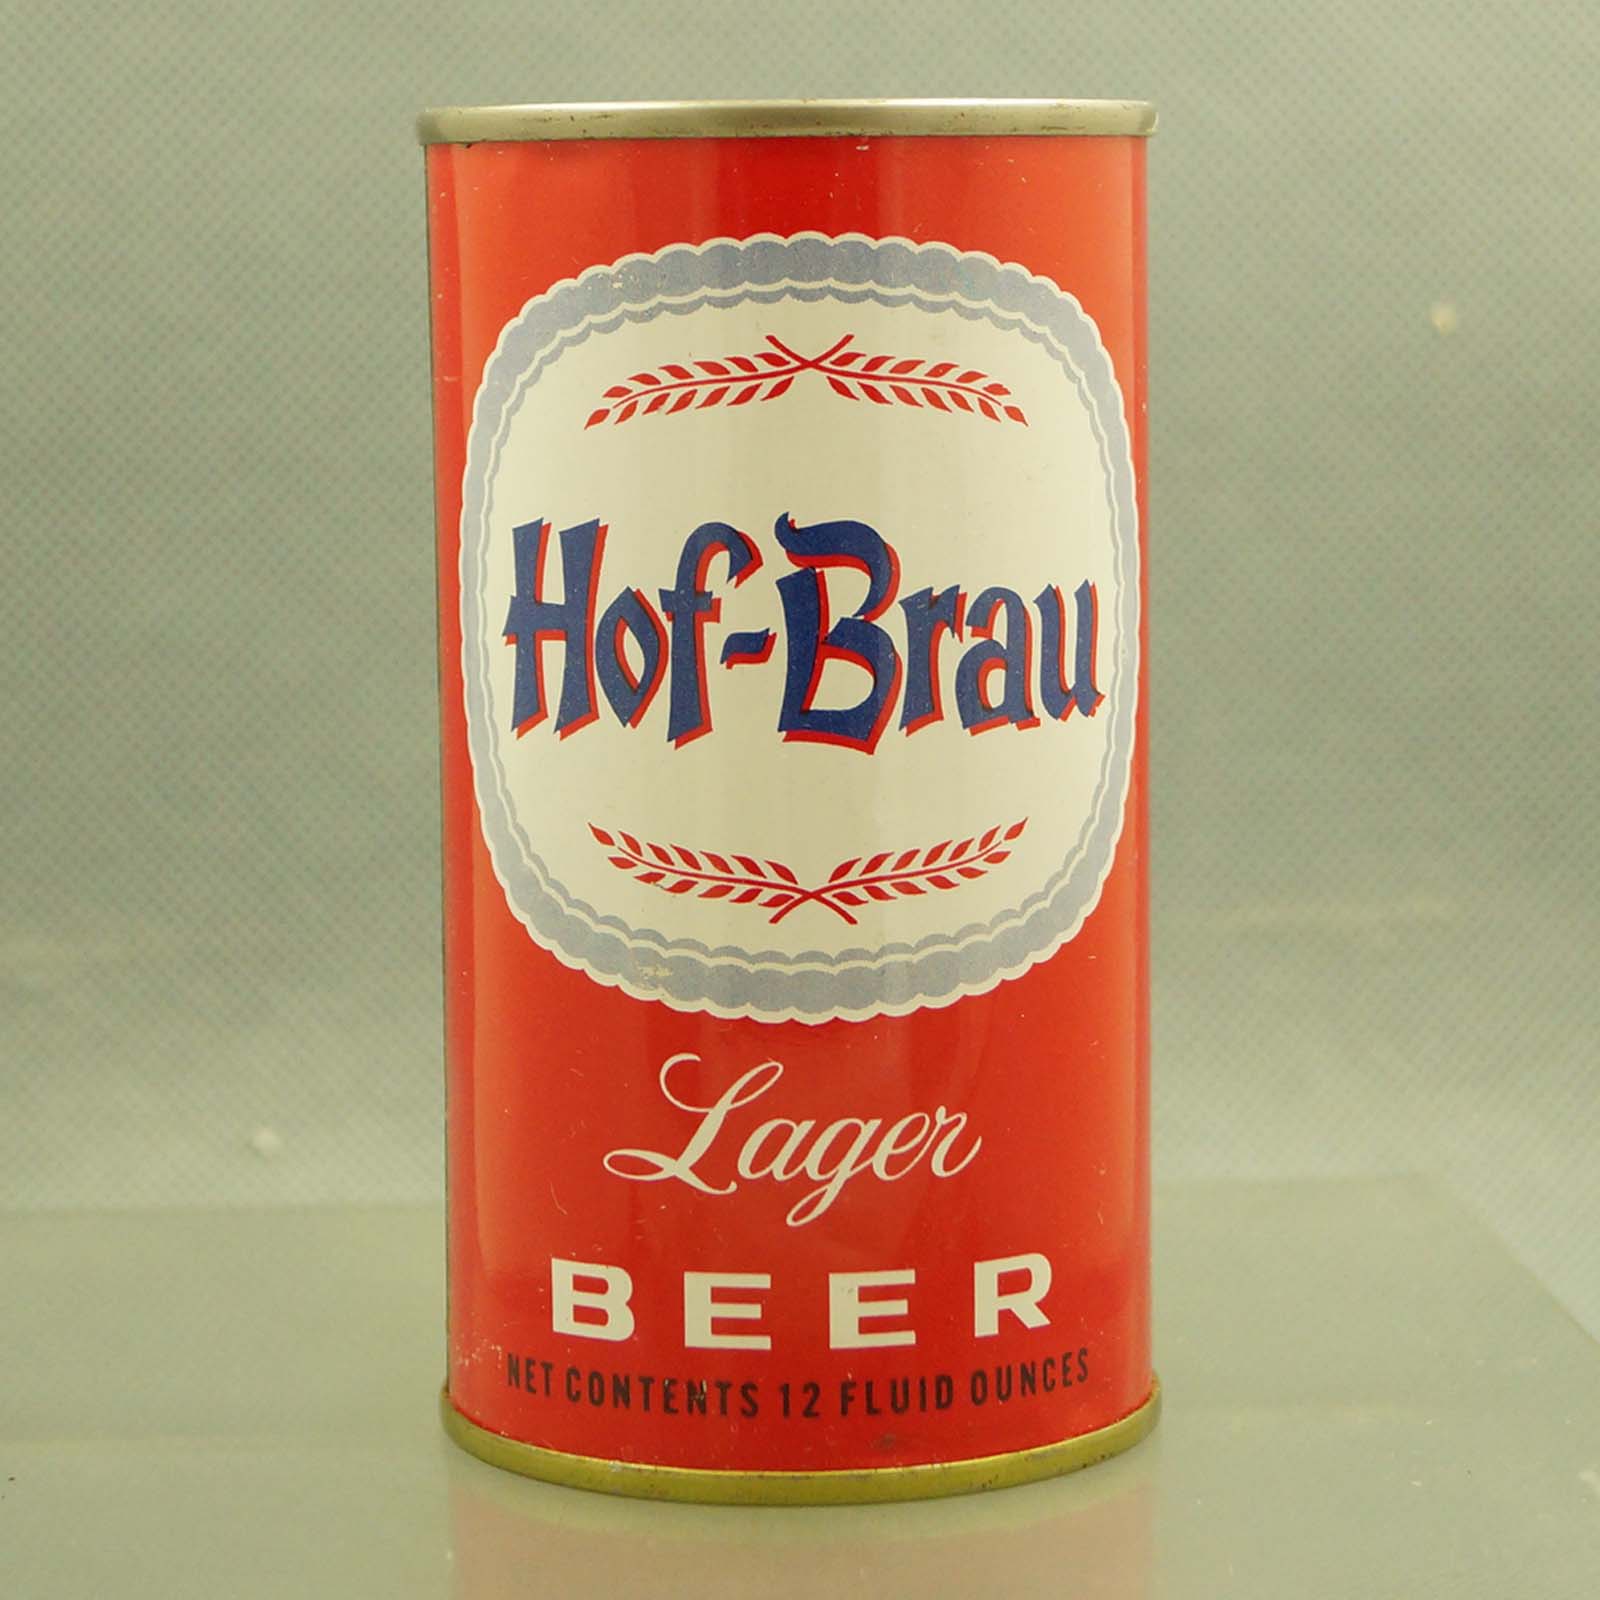 Hof-Brau
Lager
BEER
NET CONTENTS 12 FLUID OUNCES